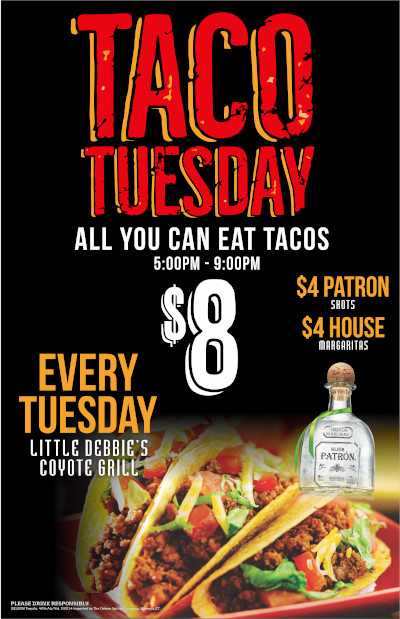 TACO
TUESDAY
ALL YOU CAN EAT TACOS
5:00PM - 9:00PM
$8
$4 PATRON
SHOTS
$4 HOUSE
MARGARITAS
EVERY
TUESDAY
LITTLE DEBBIE'S
COYOTE GRILL
SILVER
PATRÓN
PLEASE DRINK RESPONSIBLY